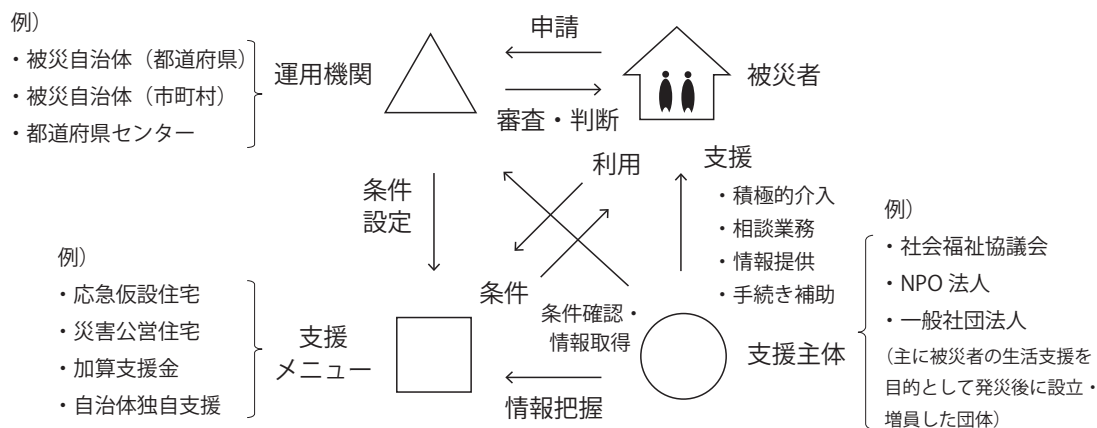 例）
・被災自治体（都道府県）
・被災自治体（市町村）
・都道府県センター
運用機関
申請
審査・判断
被災者
利用
支援
・積極的介入
・相談業務
・情報提供
・手続き補助
条件
設定
例）
・社会福祉協議会
・NPO 法人
・一般社団法人
（主に被災者の生活支援を
目的として発災後に設立・
増員した団体）
例）
・応急仮設住宅
・災害公営住宅
・加算支援金
・自治体独自支援
支援
メニュー
条件
条件確認・
情報取得
支援主体
情報把握